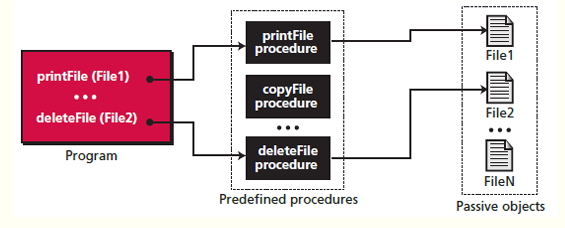 printFile (File1)
...
deleteFile (File2)
Program
printFile
procedure
copyFile
procedure
...
deleteFile
procedure
Predefined procedures
File1
File2
...
FileN
Passive objects